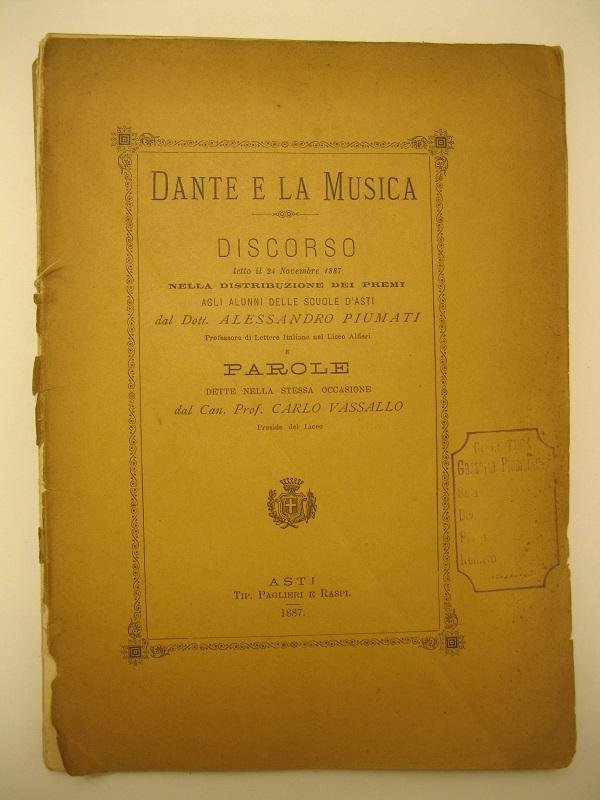 DANTE E LA MUSICA
DISCORSO
letto il 24 Novembre 1887
NELLA DISTRIBUZIONE DEI PREMI
AGLI ALUNNI DELLE SCUOLE D'ASTI
dal Dott. ALESSANDRO PIUMATI
Professore di Lettere Italiane nel Liceo Alfieri
E
PAROLE
DETTE NELLA STESSA OCCASIONE
dal Can. Prof. CARLO VASSALLO
Preside del Liceo
ASTI
TIP. PAGLIERI E RASPI.
1887.